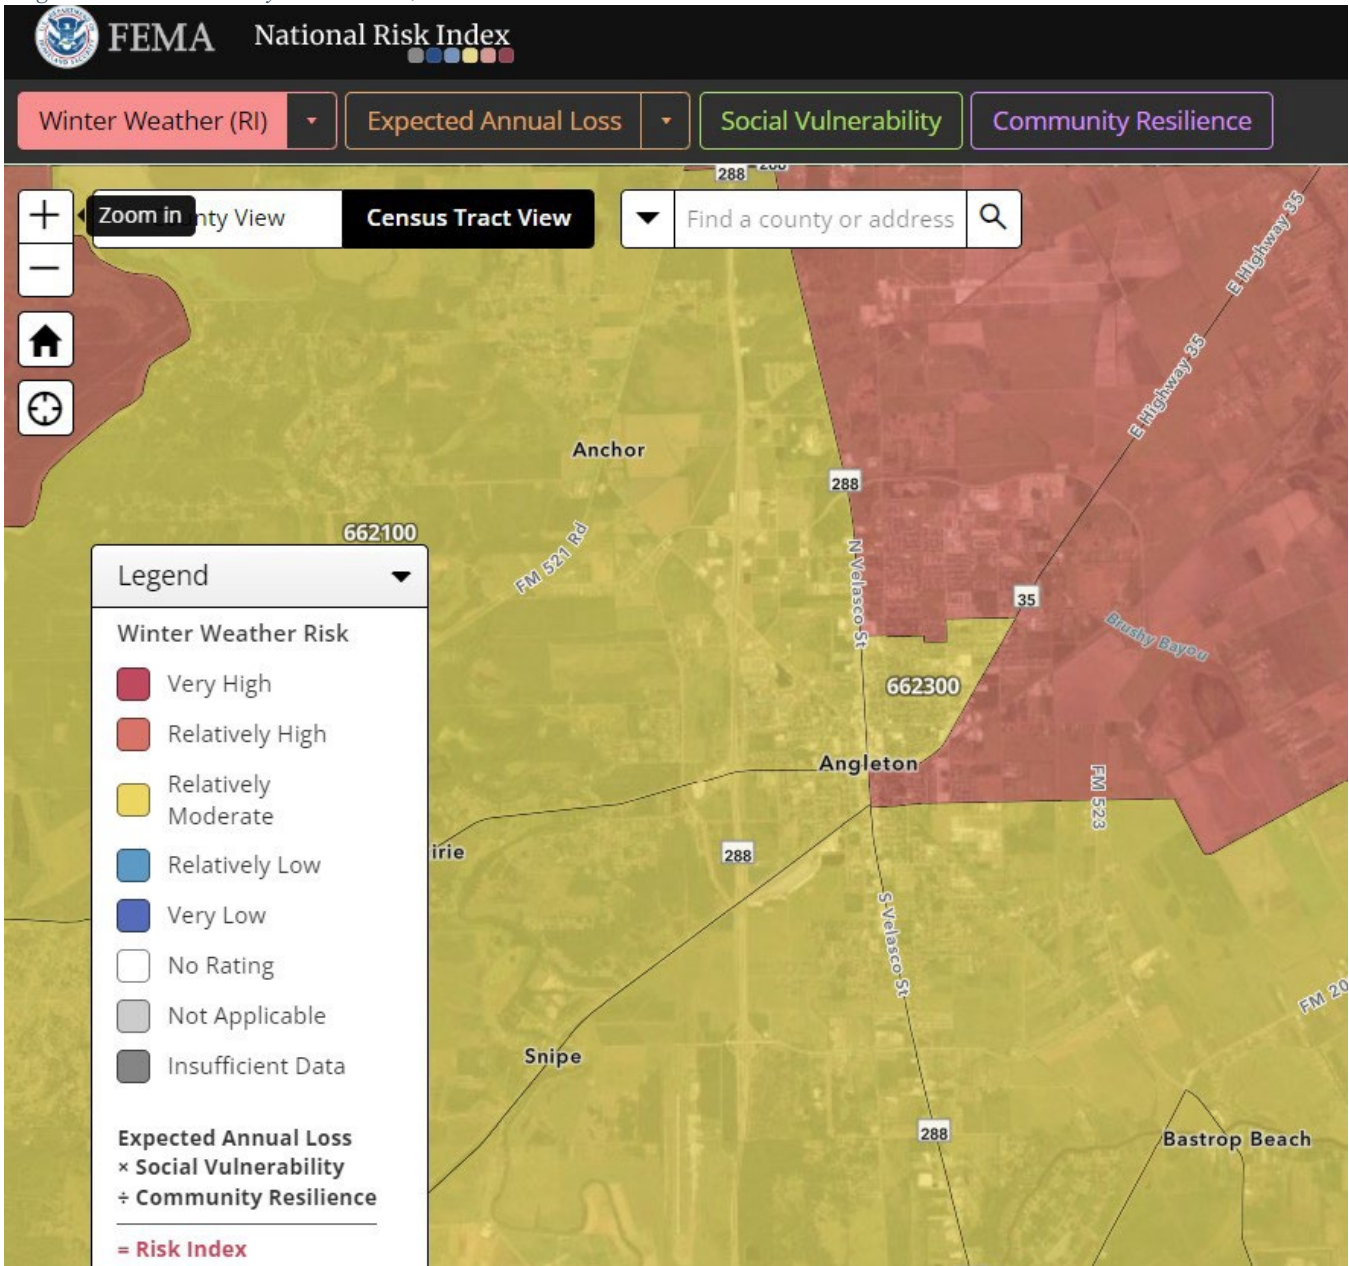 FEMA National Risk Index
Winter Weather (RI)
Expected Annual Loss
Social Vulnerability
Community Resilience
Zoom in
nty View
Census Tract View
Find a county or address
288
E Highway 35
E Highway 35
Anchor
288
662100
FM 521 Rd
N Velasco St
35
Brushy Bayou
662300
Angleton
FM 523
irie
288
S Velasco St
FM 20
Snipe
288
Bastrop Beach
Legend
Winter Weather Risk
Very High
Relatively High
Relatively
Moderate
Relatively Low
Very Low
No Rating
Not Applicable
Insufficient Data
Expected Annual Loss
× Social Vulnerability
÷ Community Resilience
= Risk Index